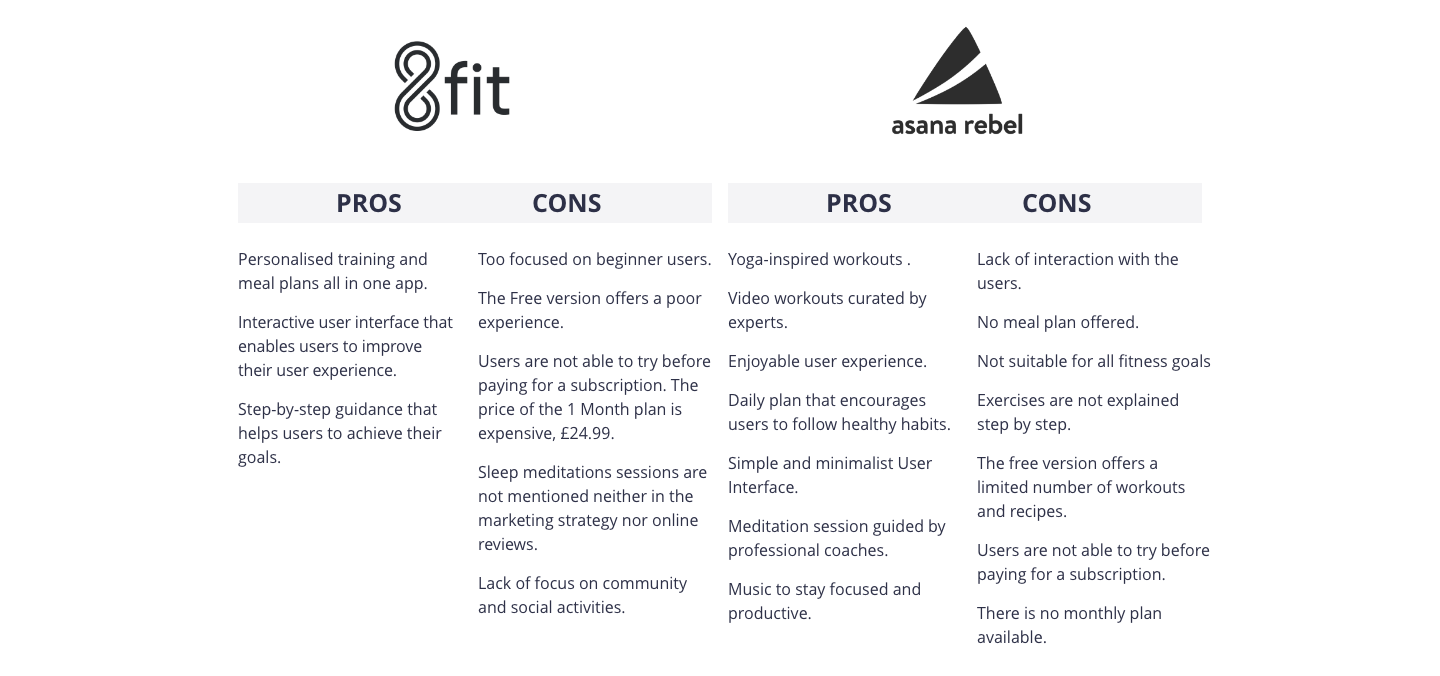 8fit
asana rebel
PROS
CONS
Personalised training and
meal plans all in one app.
Interactive user interface that
enables users to improve
their user experience.
Step-by-step guidance that
helps users to achieve their
goals.
Too focused on beginner users.
The Free version offers a poor
experience.
Users are not able to try before
paying for a subscription. The
price of the 1 Month plan is
expensive, £24.99.
Sleep meditations sessions are
not mentioned neither in the
marketing strategy nor online
reviews.
Lack of focus on community
and social activities.
PROS
CONS
Yoga-inspired workouts .
Video workouts curated by
experts.
Enjoyable user experience.
Daily plan that encourages
users to follow healthy habits.
Simple and minimalist User
Interface.
Meditation session guided by
professional coaches.
Music to stay focused and
productive.
Lack of interaction with the
users.
No meal plan offered.
Not suitable for all fitness goals
Exercises are not explained
step by step.
The free version offers a
limited number of workouts
and recipes.
Users are not able to try before
paying for a subscription.
There is no monthly plan
available.